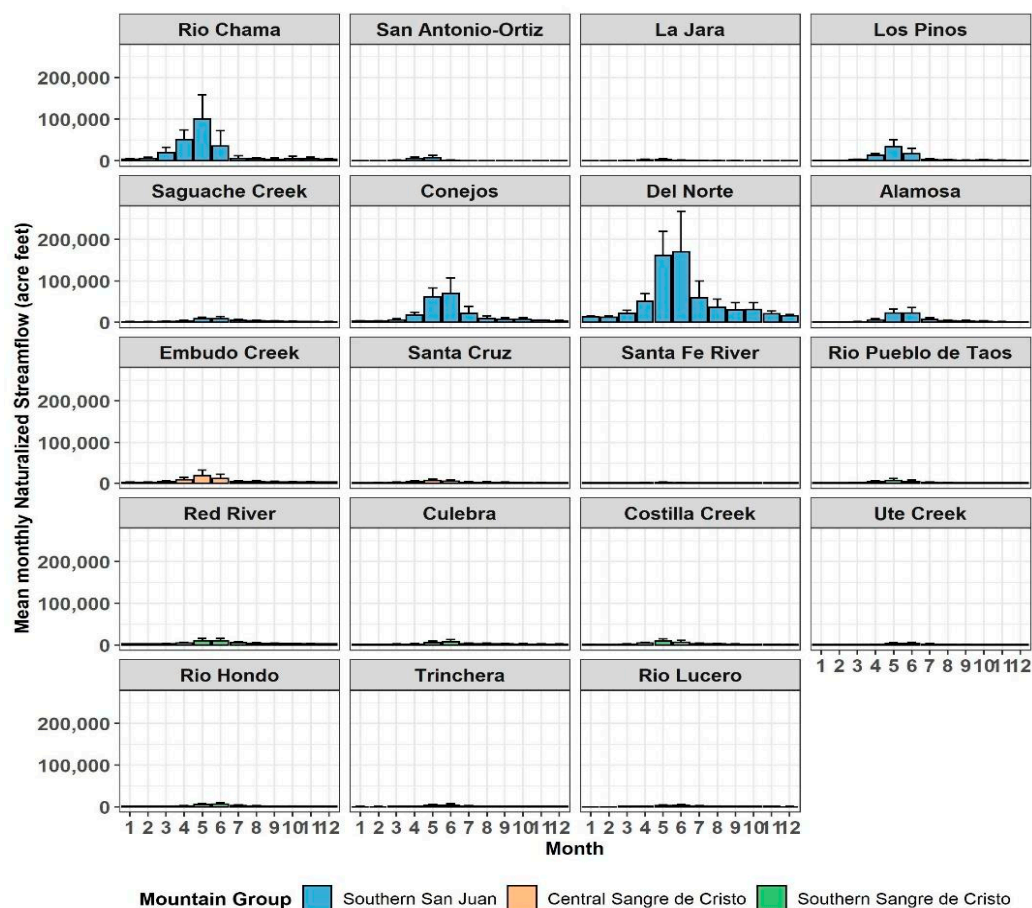 Rio Chama San Antonio-Ortiz La Jara Los Pinos
200,000
100,000
0
Saguache Creek Conejos Del Norte Alamosa
200,000
100,000
0
Embudo Creek Santa Cruz Santa Fe River Rio Pueblo de Taos
200,000
100,000
0
Red River Culebra Costilla Creek Ute Creek
200,000
100,000
0
1 2 3 4 5 6 7 8 9 10 11 12
Rio Hondo Trinchera Rio Lucero
200,000
100,000
0
1 2 3 4 5 6 7 8 9 10 11 12 1 2 3 4 5 6 7 8 9 10 11 12 1 2 3 4 5 6 7 8 9 10 11 12
Month
Mean monthly Naturalized Streamflow (acre feet)
Mountain Group Southern San Juan Central Sangre de Cristo Southern Sangre de Cristo